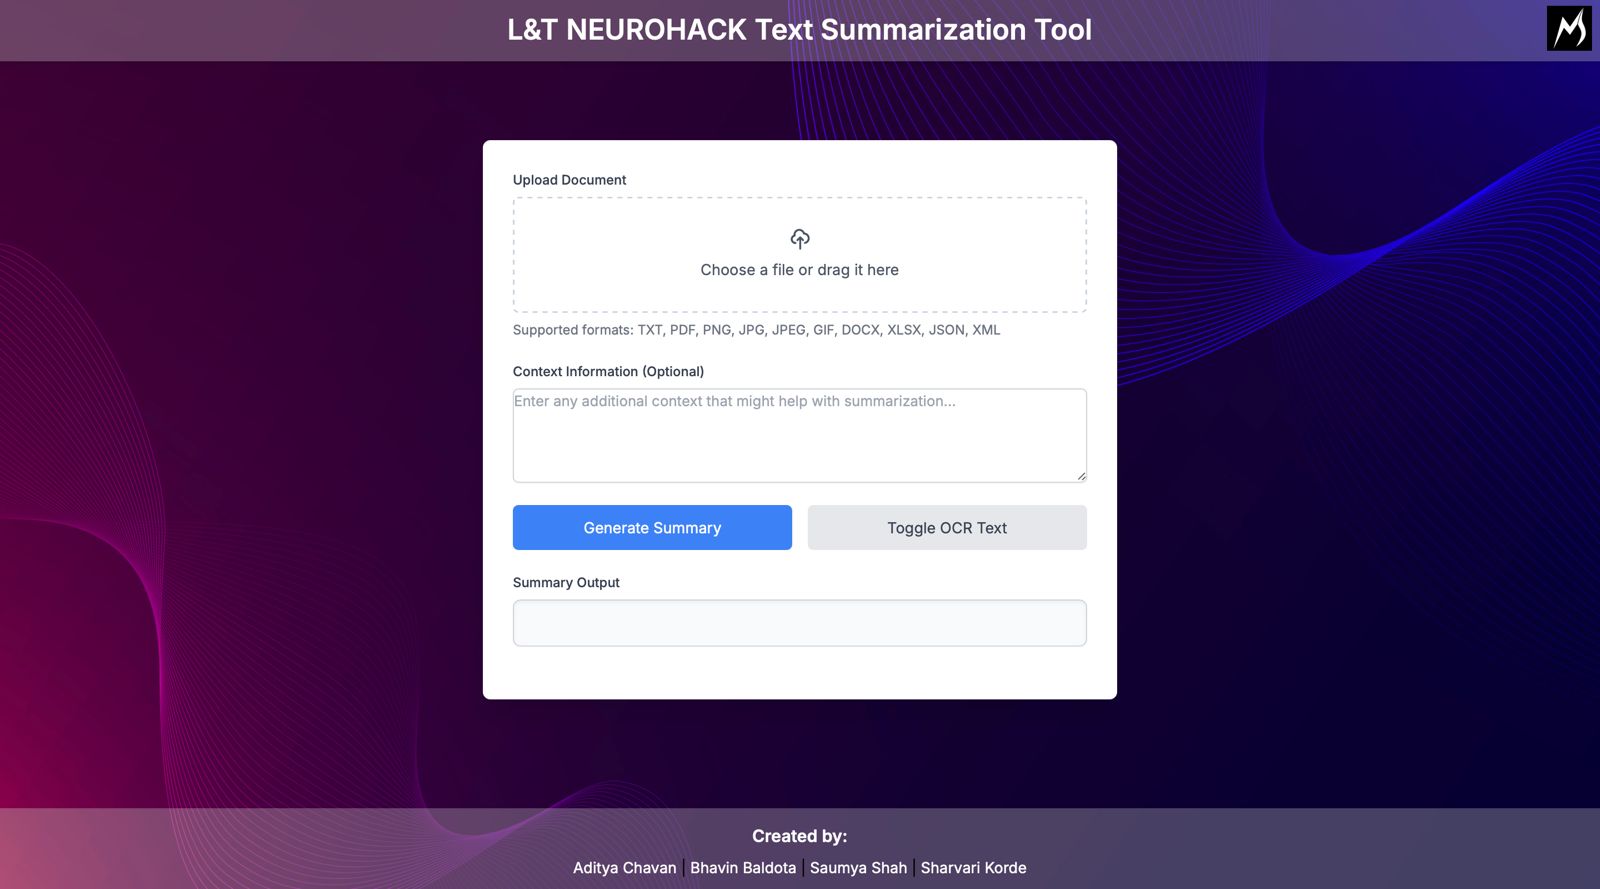 L&T NEUROHACK Text Summarization Tool
Upload Document
Choose a file or drag it here
Supported formats: TXT, PDF, PNG, JPG, JPEG, GIF, DOCX, XLSX, JSON, XML
Context Information (Optional)
Enter any additional context that might help with summarization...
Generate Summary
Toggle OCR Text
Summary Output
Created by:
Aditya Chavan | Bhavin Baldota | Saumya Shah | Sharvari Korde